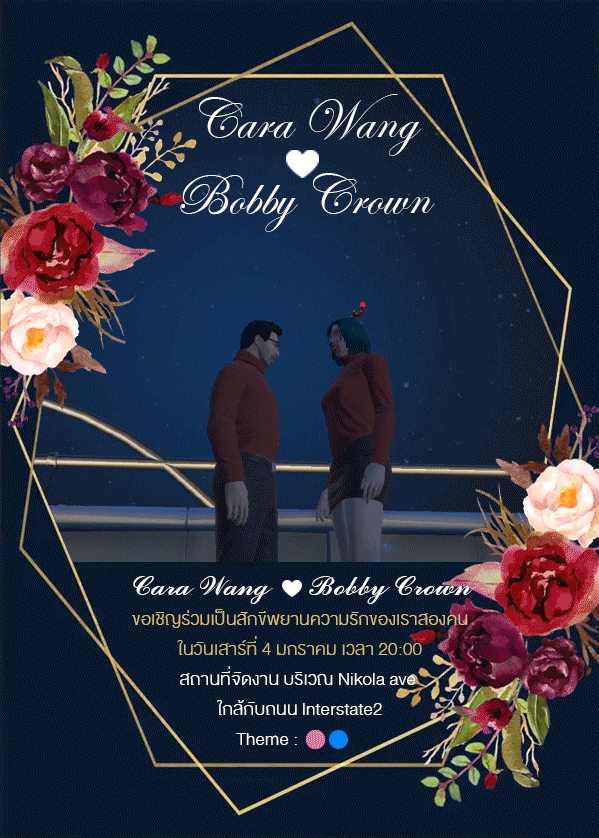 Cara Wang
Bobby Crown
Cara Wang Bobby Crown
ขอเชิญร่วมเป็นสักขีพยานความรักของเราสองคน
ในวันเสาร์ที่ 4 มกราคม เวลา 20:00
สถานที่จัดงาน บริเวณ Nikola ave
ใกล้กับถนน Interstate2
Theme :